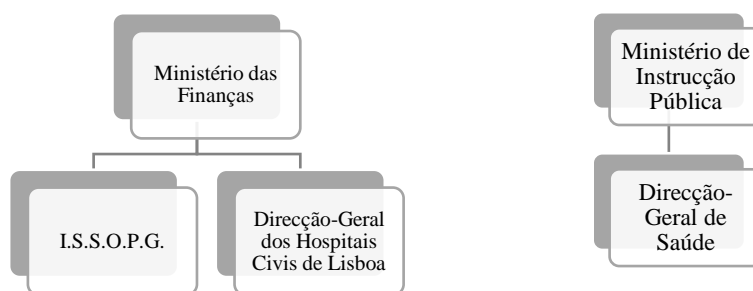 Ministério das
Finanças
I.S.S.O.P.G.
Direcção-Geral
dos Hospitais
Civis de Lisboa
Ministério de
Instrucção
Pública
Direcção-
Geral de
Saúde